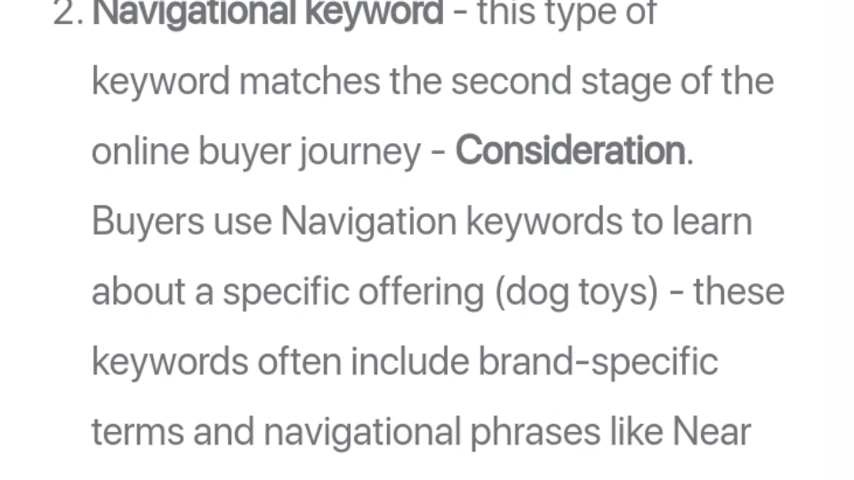 2. Navigational keyword - this type of
keyword matches the second stage of the
online buyer journey - Consideration.
Buyers use Navigation keywords to learn
about a specific offering (dog toys) - these
keywords often include brand-specific
terms and navigational phrases like Near